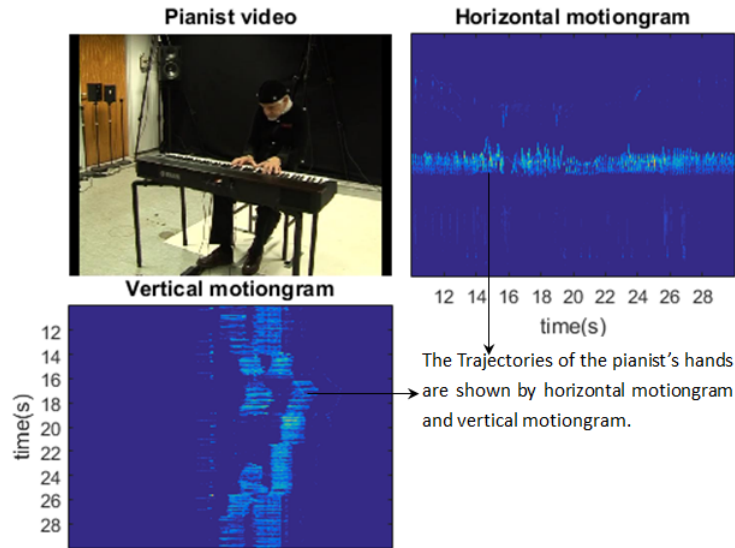 Pianist video
Horizontal motiongram
12 14 16 18 20 22 24 26 28
time(s)
Vertical motiongram
12
14
16
18
20
22
24
26
28
time(s)
The Trajectories of the pianist's hands
are shown by horizontal motiongram
and vertical motiongram.